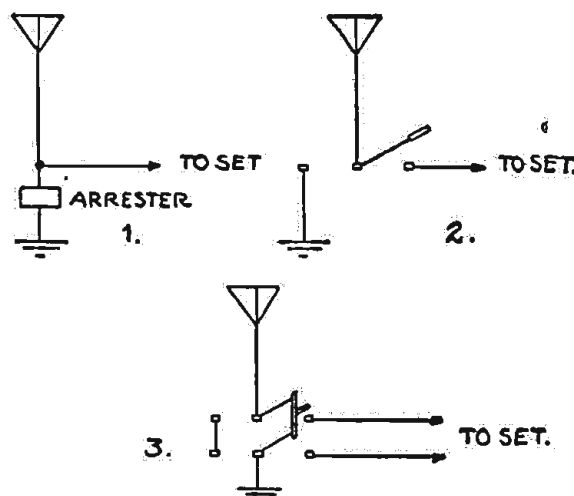 TO SET
TO SET.
ARRESTER
1.
2.
3.
TO SET.